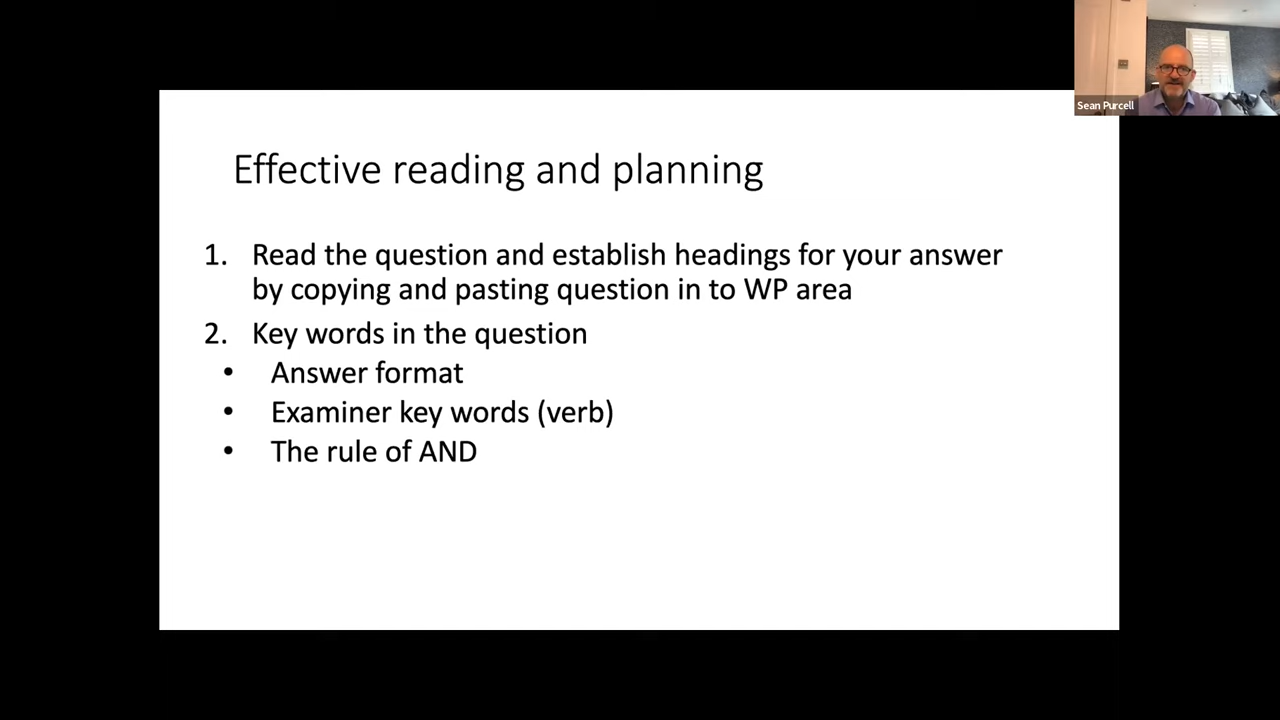 Sean Purcell
Effective reading and planning
1. Read the question and establish headings for your answer
by copying and pasting question in to WP area
2. Key words in the question
• Answer format
• Examiner key words (verb)
• The rule of AND